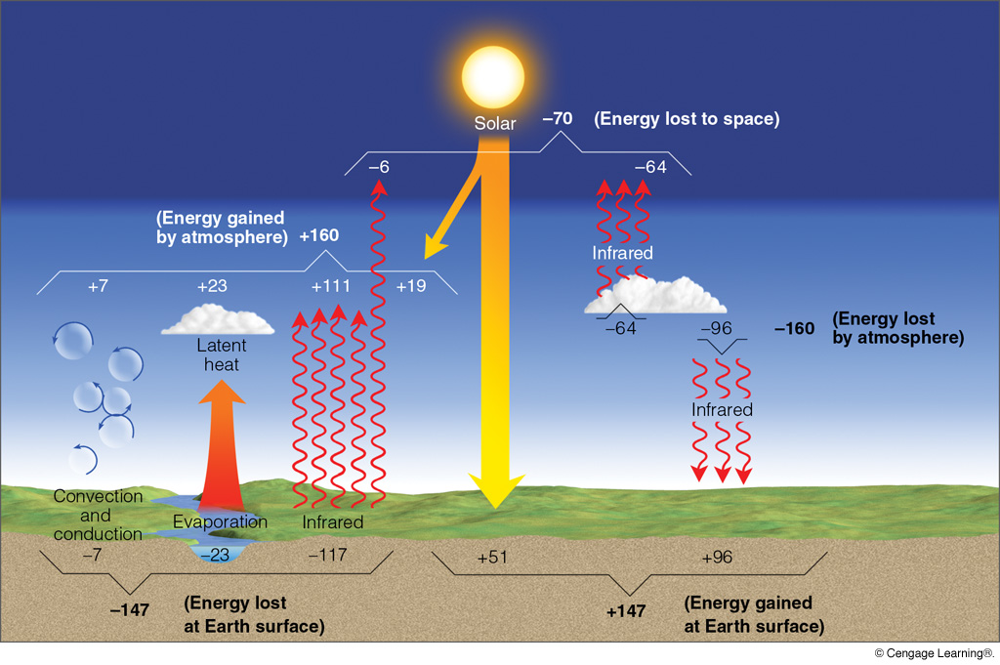 Solar
–70 (Energy lost to space)
–6
–64
(Energy gained
by atmosphere) +160
+7 +23 +111 +19
Infrared
–64 –96
–160 (Energy lost
by atmosphere)
Latent
heat
Infrared
Convection
and
conduction
Evaporation
Infrared
–7 –23 –117
+51 +96
–147 (Energy lost
at Earth surface)
+147 (Energy gained
at Earth surface)
© Cengage Learning®.